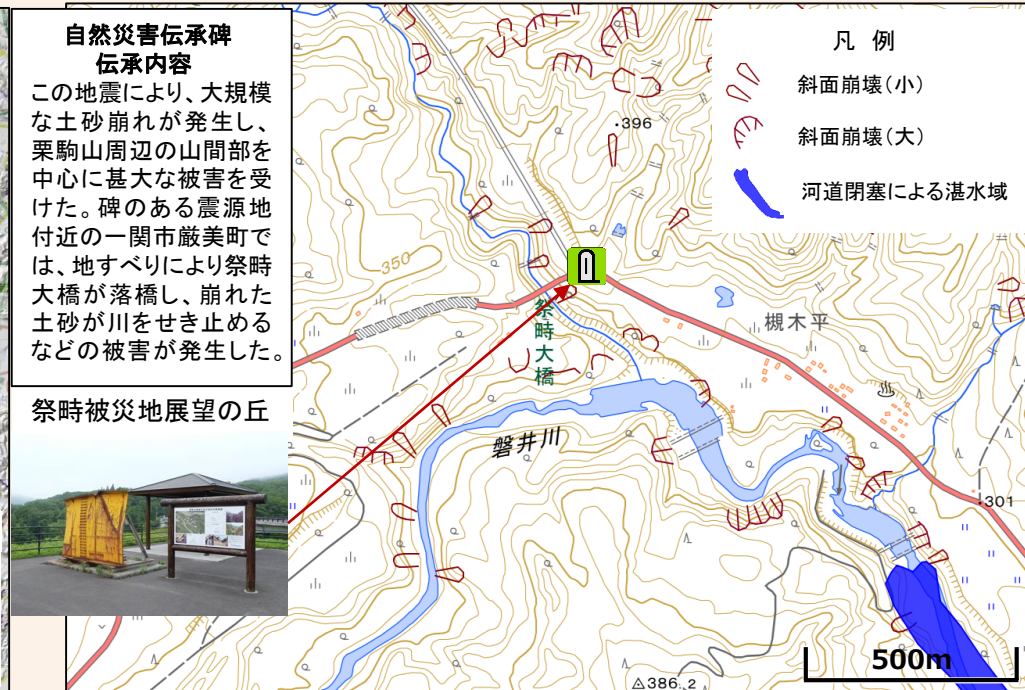 自然災害伝承碑
伝承内容
この地震により、大規模
な土砂崩れが発生し、
栗駒山周辺の山間部を
中心に甚大な被害を受
けた。碑のある震源地
付近の一関市厳美町で
は、地すべりにより祭畤
大橋が落橋し、崩れた
土砂が川をせき止める
などの被害が発生した。
祭畤被災地展望の丘
凡 例
斜面崩壊（小）
斜面崩壊（大）
河道閉塞による湛水域
・396
350
祭畤大橋
槻木平
磐井川
・301
386.2
500m